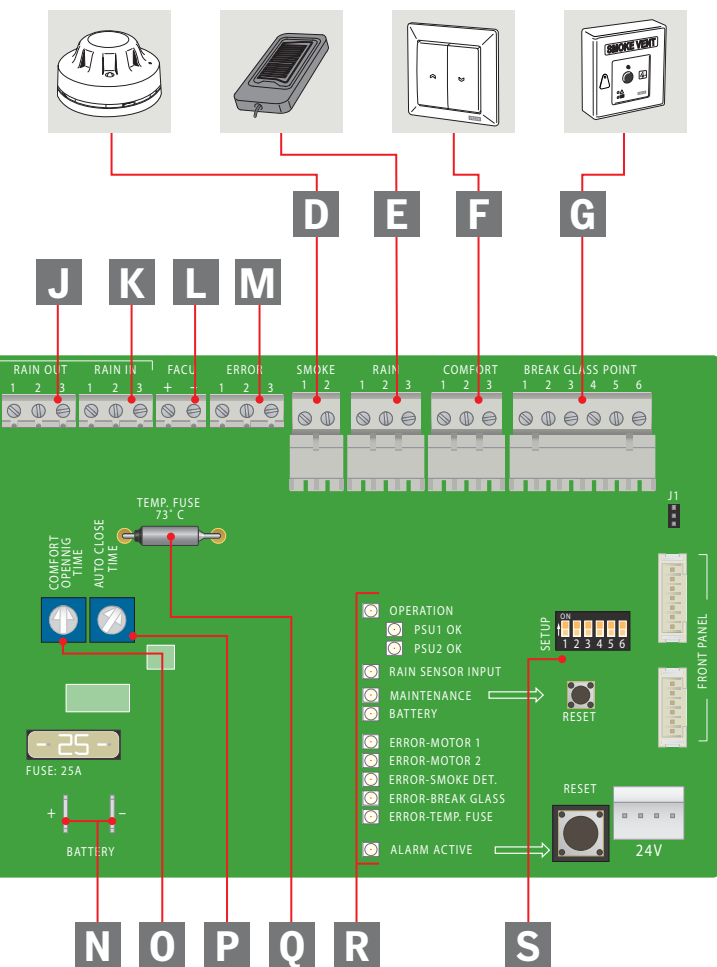 SMOKE VENT
D E F G
J K L M
RAIN OUT RAIN IN FACU ERROR SMOKE RAIN COMFORT BREAK GLASS POINT
1 2 3 1 2 3 + - 1 2 3 1 2 1 2 3 1 2 3 1 2 3 4 5 6
J1
TEMP. FUSE
73° C
COMFORT
OPENNIG
TIME
AUTO CLOSE
TIME
OPERATION
PSU1 OK
PSU2 OK
RAIN SENSOR INPUT
MAINTENANCE
BATTERY
ERROR-MOTOR 1
ERROR-MOTOR 2
ERROR-SMOKE DET.
ERROR-BREAK GLASS
ERROR-TEMP. FUSE
ALARM ACTIVE
SETUP
ON
1 2 3 4 5 6
RESET
FRONT PANEL
RESET
24V
- 25 -
FUSE: 25A
+ -
BATTERY
N O P Q R S